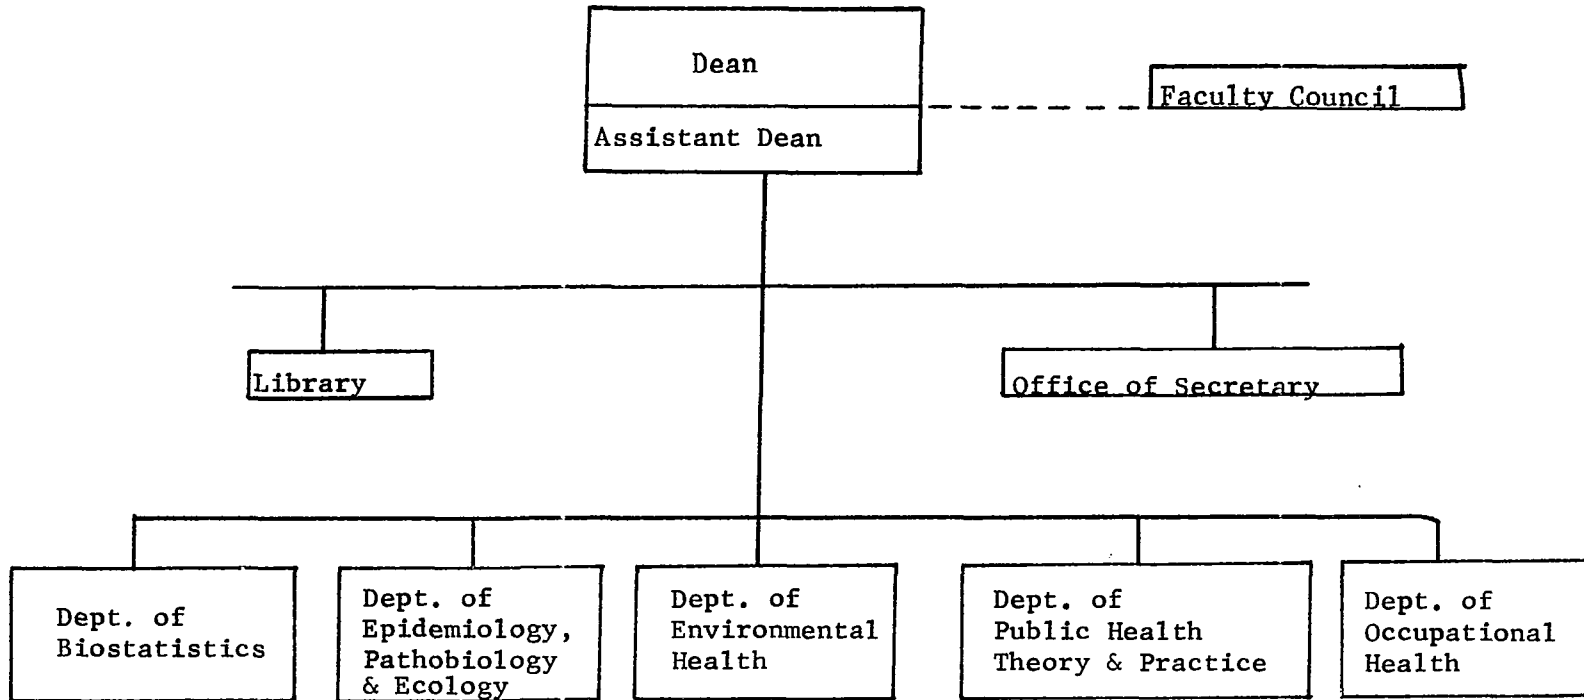 Dean
Assistant Dean
Faculty Council
Library
Office of Secretary
Dept. of
Biostatistics
Dept. of
Epidemiology,
Pathobiology
& Ecology
Dept. of
Environmental
Health
Dept. of
Public Health
Theory & Practice
Dept. of
Occupational
Health